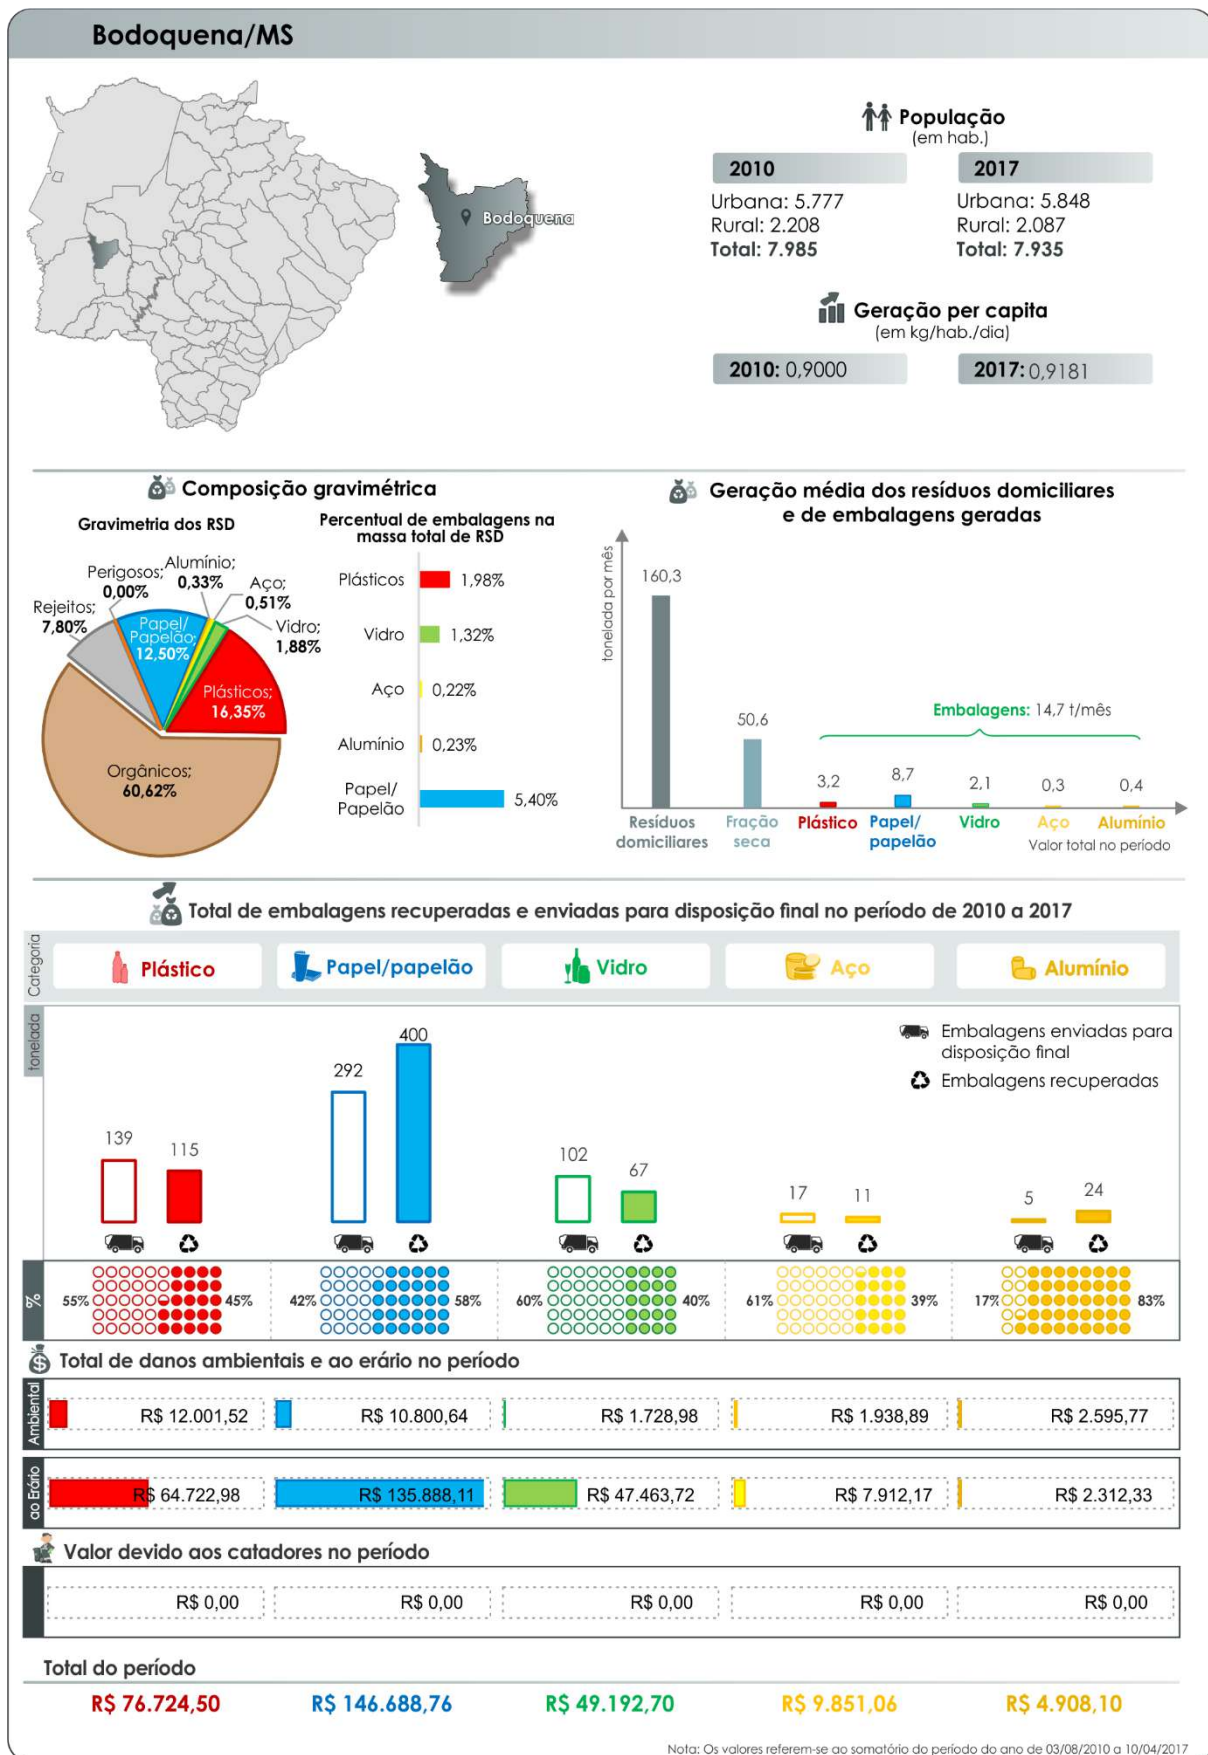 Bodoquena/MS
Bodoquena
População
(em hab.)
2010
2017
Urbana: 5.777
Rural: 2.208
Total: 7.985
Urbana: 5.848
Rural: 2.087
Total: 7.935
Geração per capita
(em kg/hab./dia)
2010: 0,9000
2017: 0,9181
Composição gravimétrica
Gravimetria dos RSD
Perigosos;
0,00%
Alumínio;
0,33%
Aço;
0,51%
Rejeitos;
7,80%
Papel/
Papelão;
12,50%
Vidro;
1,88%
Plásticos;
16,35%
Orgânicos;
60,62%
Percentual de embalagens na
massa total de RSD
Plásticos
1,98%
Vidro
1,32%
Aço
0,22%
Alumínio
0,23%
Papel/
Papelão
5,40%
Geração média dos resíduos domiciliares
e de embalagens geradas
tonelada por mês
160,3
50,6
Embalagens: 14,7 t/mês
3,2
8,7
2,1
0,3
0,4
Resíduos
domiciliares
Fração
seca
Plástico
Papel/
papelão
Vidro
Aço
Alumínio
Valor total no período
Total de embalagens recuperadas e enviadas para disposição final no período de 2010 a 2017
Categoria
Plástico
Papel/papelão
Vidro
Aço
Alumínio
tonelada
Embalagens enviadas para
disposição final
Embalagens recuperadas
139
115
292
400
102
67
17
11
5
24
%
55%
45%
42%
58%
60%
40%
61%
39%
17%
83%
Total de danos ambientais e ao erário no período
Ambiental
R$ 12.001,52
R$ 10.800,64
R$ 1.728,98
R$ 1.938,89
R$ 2.595,77
ao Erário
R$ 64.722,98
R$ 135.888,11
R$ 47.463,72
R$ 7.912,17
R$ 2.312,33
Valor devido aos catadores no período
R$ 0,00
R$ 0,00
R$ 0,00
R$ 0,00
R$ 0,00
Total do período
R$ 76.724,50
R$ 146.688,76
R$ 49.192,70
R$ 9.851,06
R$ 4.908,10
Nota: Os valores referem-se ao somatório do período do ano de 03/08/2010 a 10/04/2017